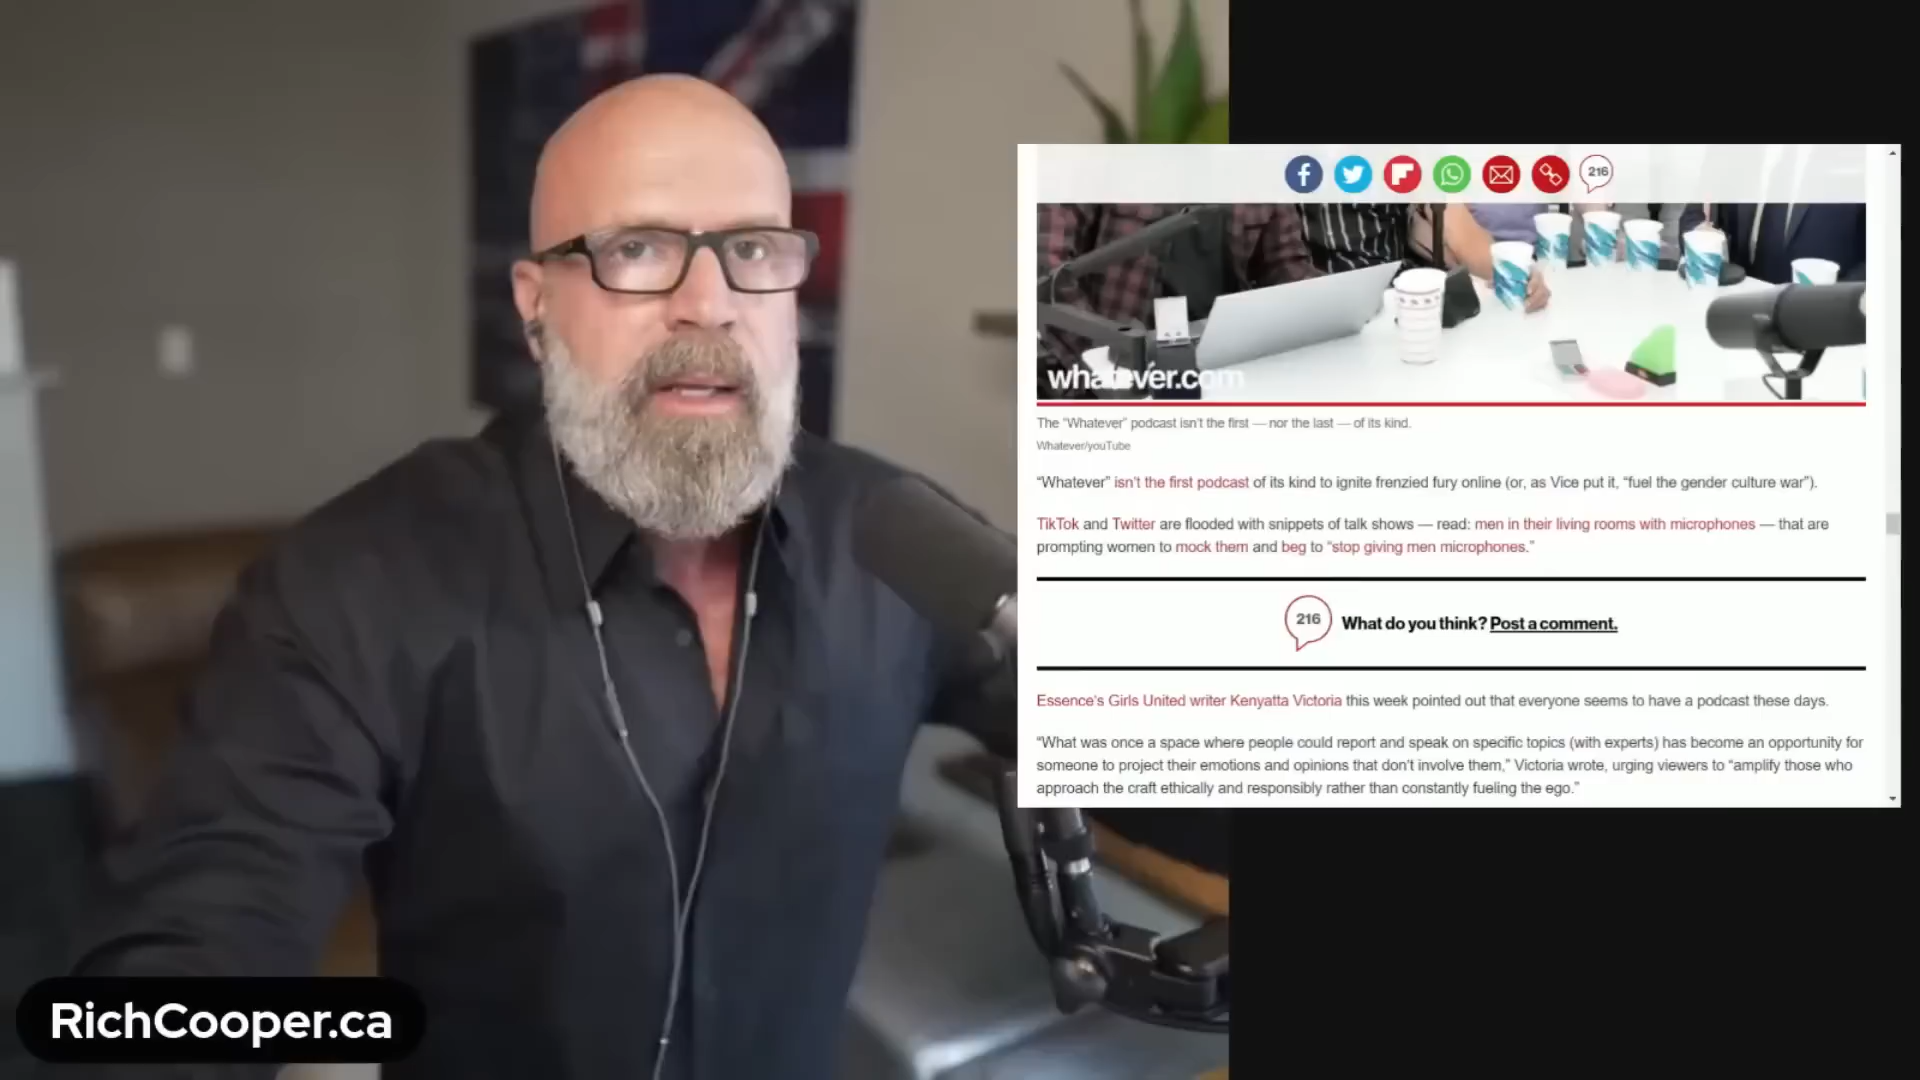 216
whatever.com
The "Whatever" podcast isn't the first — nor the last — of its kind.
Whatever/youTube
"Whatever" isn't the first podcast of its kind to ignite frenzied fury online (or, as Vice put it, "fuel the gender culture war").
TikTok and Twitter are flooded with snippets of talk shows — read: men in their living rooms with microphones — that are
prompting women to mock them and beg to "stop giving men microphones."
216 What do you think? Post a comment.
Essence's Girls United writer Kenyatta Victoria this week pointed out that everyone seems to have a podcast these days.
"What was once a space where people could report and speak on specific topics (with experts) has become an opportunity for
someone to project their emotions and opinions that don't involve them," Victoria wrote, urging viewers to "amplify those who
approach the craft ethically and responsibly rather than constantly fueling the ego."
RichCooper.ca